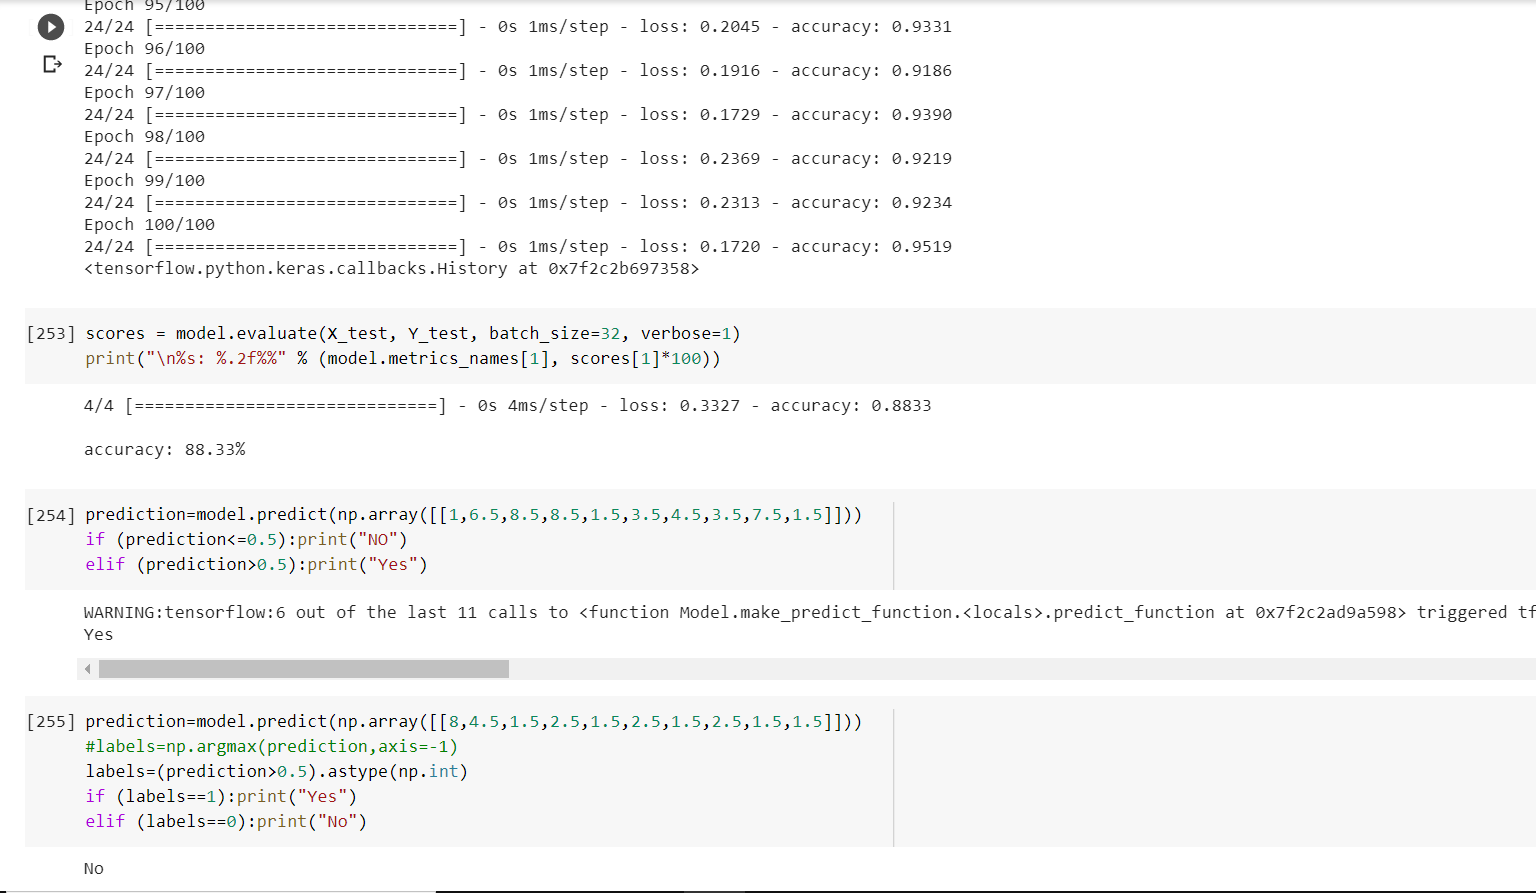 Epoch 95/100
24/24 [==============================] - 0s 1ms/step - loss: 0.2045 - accuracy: 0.9331
Epoch 96/100
24/24 [==============================] - 0s 1ms/step - loss: 0.1916 - accuracy: 0.9186
Epoch 97/100
24/24 [==============================] - 0s 1ms/step - loss: 0.1729 - accuracy: 0.9390
Epoch 98/100
24/24 [==============================] - 0s 1ms/step - loss: 0.2369 - accuracy: 0.9219
Epoch 99/100
24/24 [==============================] - 0s 1ms/step - loss: 0.2313 - accuracy: 0.9234
Epoch 100/100
24/24 [==============================] - 0s 1ms/step - loss: 0.1720 - accuracy: 0.9519
<tensorflow.python.keras.callbacks.History at 0x7f2c2b697358>
[253] scores = model.evaluate(X_test, Y_test, batch_size=32, verbose=1)
print("\n%s: %.2f%%" % (model.metrics_names[1], scores[1]*100))
4/4 [==============================] - 0s 4ms/step - loss: 0.3327 - accuracy: 0.8833
accuracy: 88.33%
[254] prediction=model.predict(np.array([[1,6.5,8.5,8.5,1.5,3.5,4.5,3.5,7.5,1.5]]))
if (prediction<=0.5):print("NO")
elif (prediction>0.5):print("Yes")
WARNING:tensorflow:6 out of the last 11 calls to <function Model.make_predict_function.<locals>.predict_function at 0x7f2c2ad9a598> triggered tf
Yes
[255] prediction=model.predict(np.array([[8,4.5,1.5,2.5,1.5,2.5,1.5,2.5,1.5,1.5]]))
#labels=np.argmax(prediction,axis=-1)
labels=(prediction>0.5).astype(np.int)
if (labels==1):print("Yes")
elif (labels==0):print("No")
No